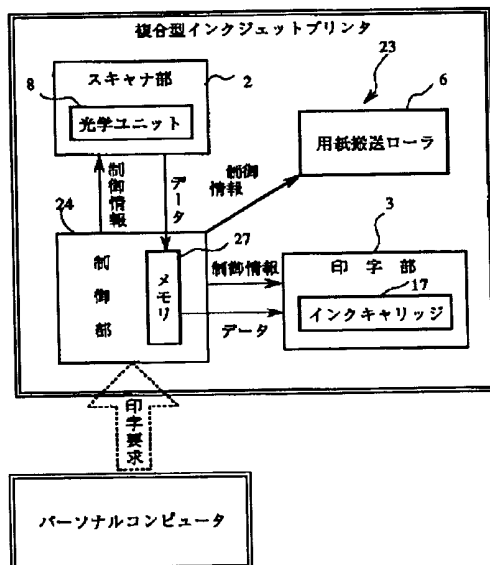 複合型インクジェットプリンタ
23
スキャナ部
2
8
光学ユニット
6
用紙搬送ローラ
制御情報
データ
制御情報
24
27
3
制御部
メモリ
制御情報
データ
印字部
17
インクキャリッジ
印字要求
パーソナルコンピュータ